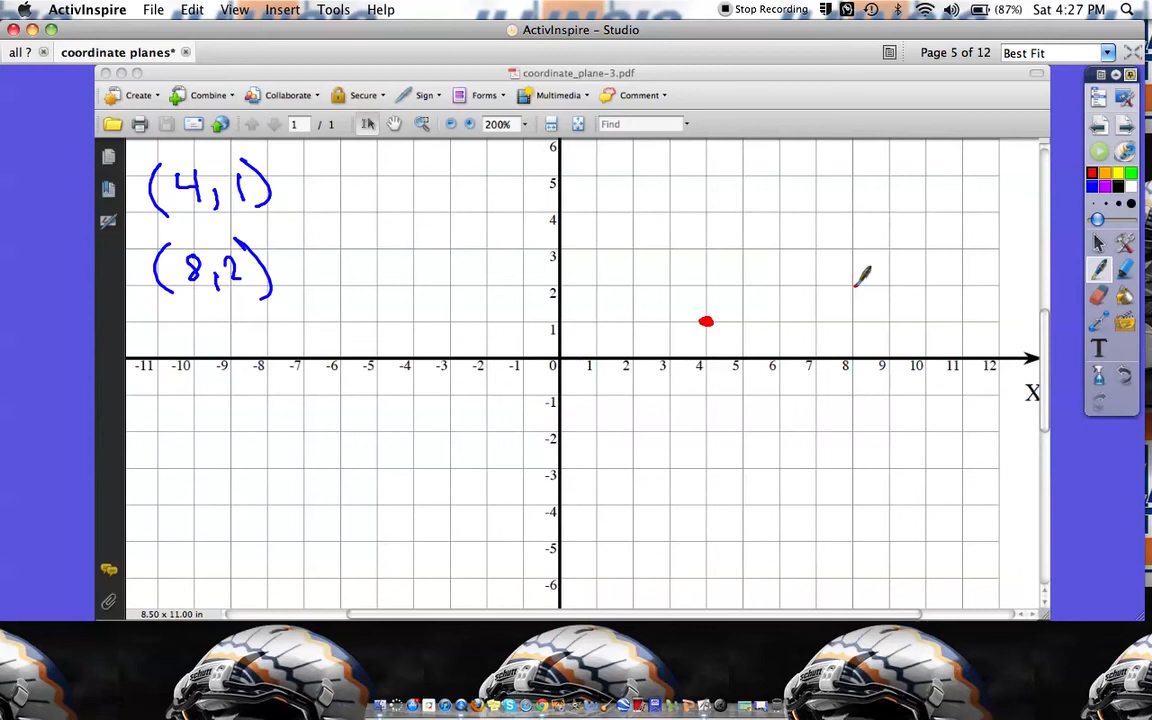 ActivInspire File Edit View Insert Tools Help Stop Recording (87%) Sat 4:27 PM
ActivInspire - Studio
all ? coordinate planes* Page 5 of 12 Best Fit
coordinate_plane-3.pdf
Create Combine Collaborate Secure Sign Forms Multimedia Comment
1 / 1 200% Find
(4,1)
(8,2)
6
5
4
3
2
1
-11 -10 -9 -8 -7 -6 -5 -4 -3 -2 -1 0 1 2 3 4 5 6 7 8 9 10 11 12
X
-1
-2
-3
-4
-5
-6
T
8.50 x 11.00 in
schutt schutt schutt schutt